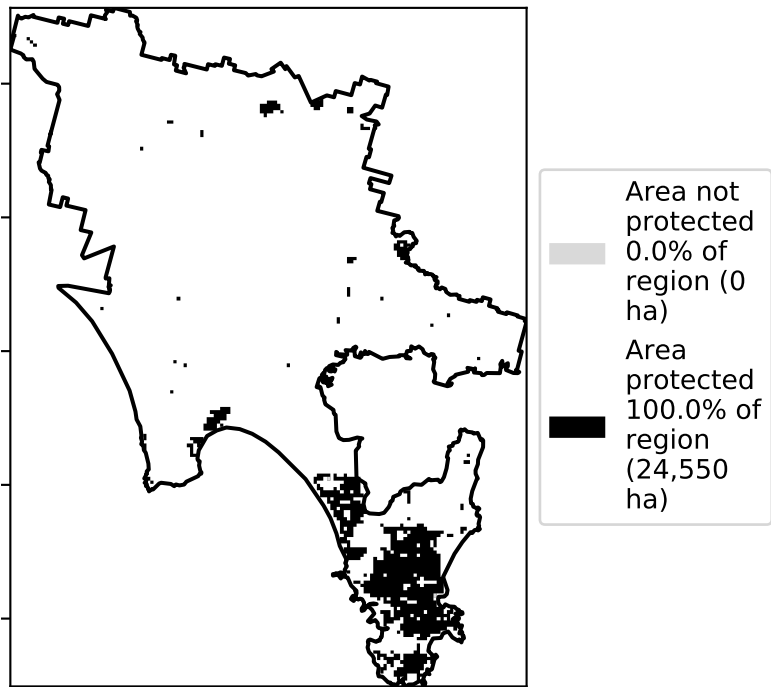 Area not
protected
0.0% of
region (0
ha)
Area
protected
100.0% of
region
(24,550
ha)